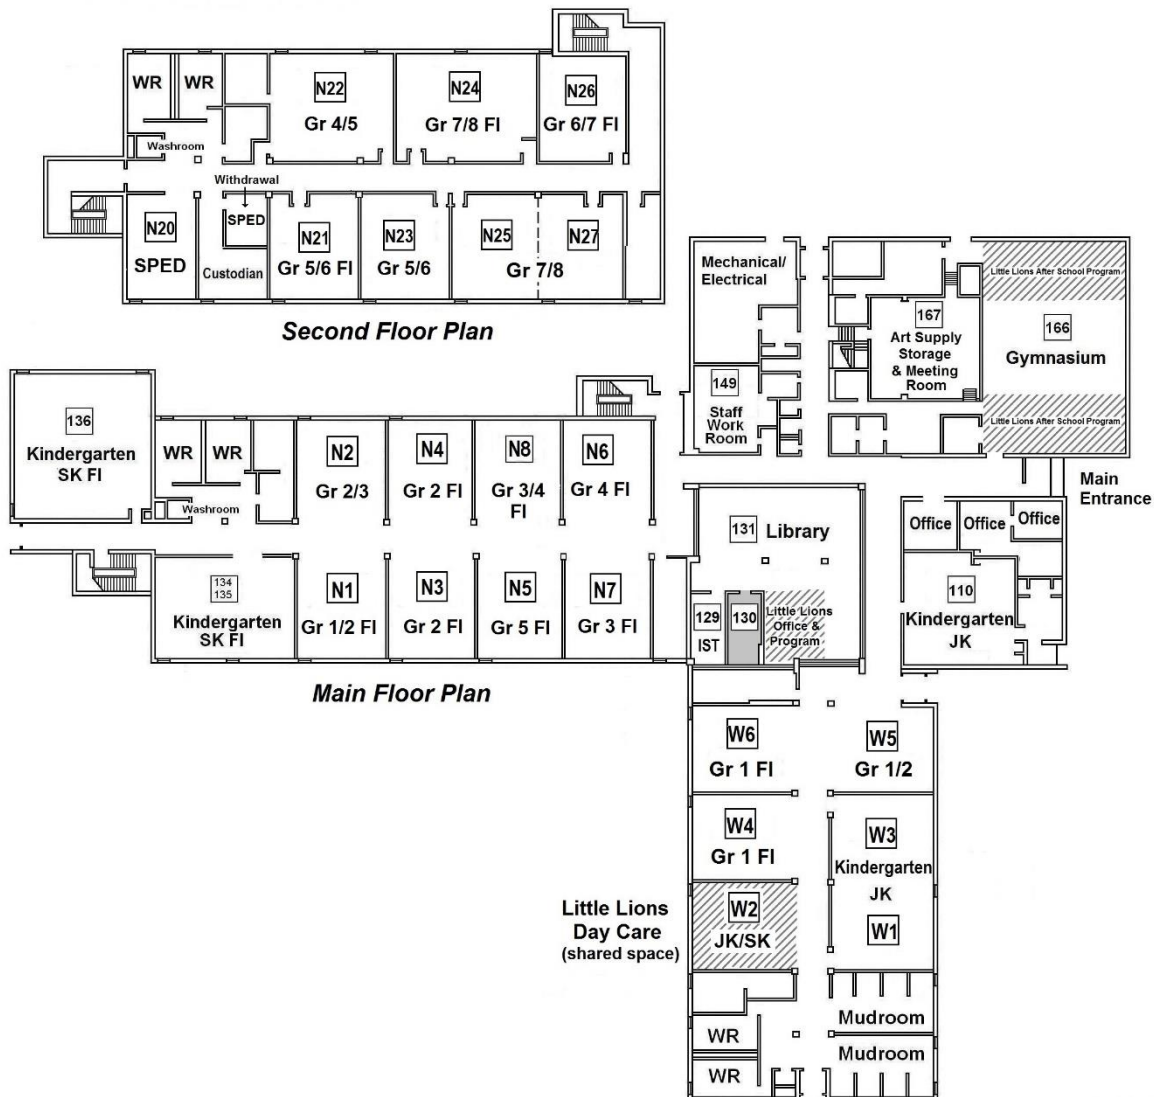 WR
WR
N22
Gr 4/5
N24
Gr 7/8 FI
N26
Gr 6/7 FI
Washroom
Withdrawal
SPED
N20
SPED
Custodian
N21
Gr 5/6 FI
N23
Gr 5/6
N25
N27
Gr 7/8
Second Floor Plan
Mechanical/
Electrical
149
Staff
Work
Room
167
Art Supply
Storage
& Meeting
Room
Little Lions After School Program
166
Gymnasium
Little Lions After School Program
Main
Entrance
136
Kindergarten
SK FI
WR
WR
Washroom
N2
Gr 2/3
N4
Gr 2 FI
N8
Gr 3/4
FI
N6
Gr 4 FI
134
135
Kindergarten
SK FI
N1
Gr 1/2 FI
N3
Gr 2 FI
N5
Gr 5 FI
N7
Gr 3 FI
Main Floor Plan
131
Library
129
IST
130
Little Lions
Office &
Program
Office
Office
Office
110
Kindergarten
JK
W6
Gr 1 FI
W5
Gr 1/2
W4
Gr 1 FI
W3
Kindergarten
JK
W1
Little Lions
Day Care
(shared space)
W2
JK/SK
Mudroom
Mudroom
WR
WR